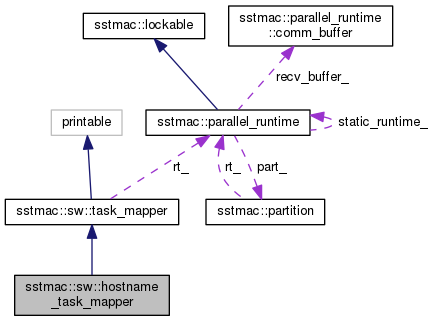 sstmac::lockable
sstmac::parallel_runtime
::comm_buffer
recv_buffer_
printable
sstmac::parallel_runtime
static_runtime_
rt_
rt_
part_
sstmac::sw::task_mapper
sstmac::partition
sstmac::sw::hostname
_task_mapper